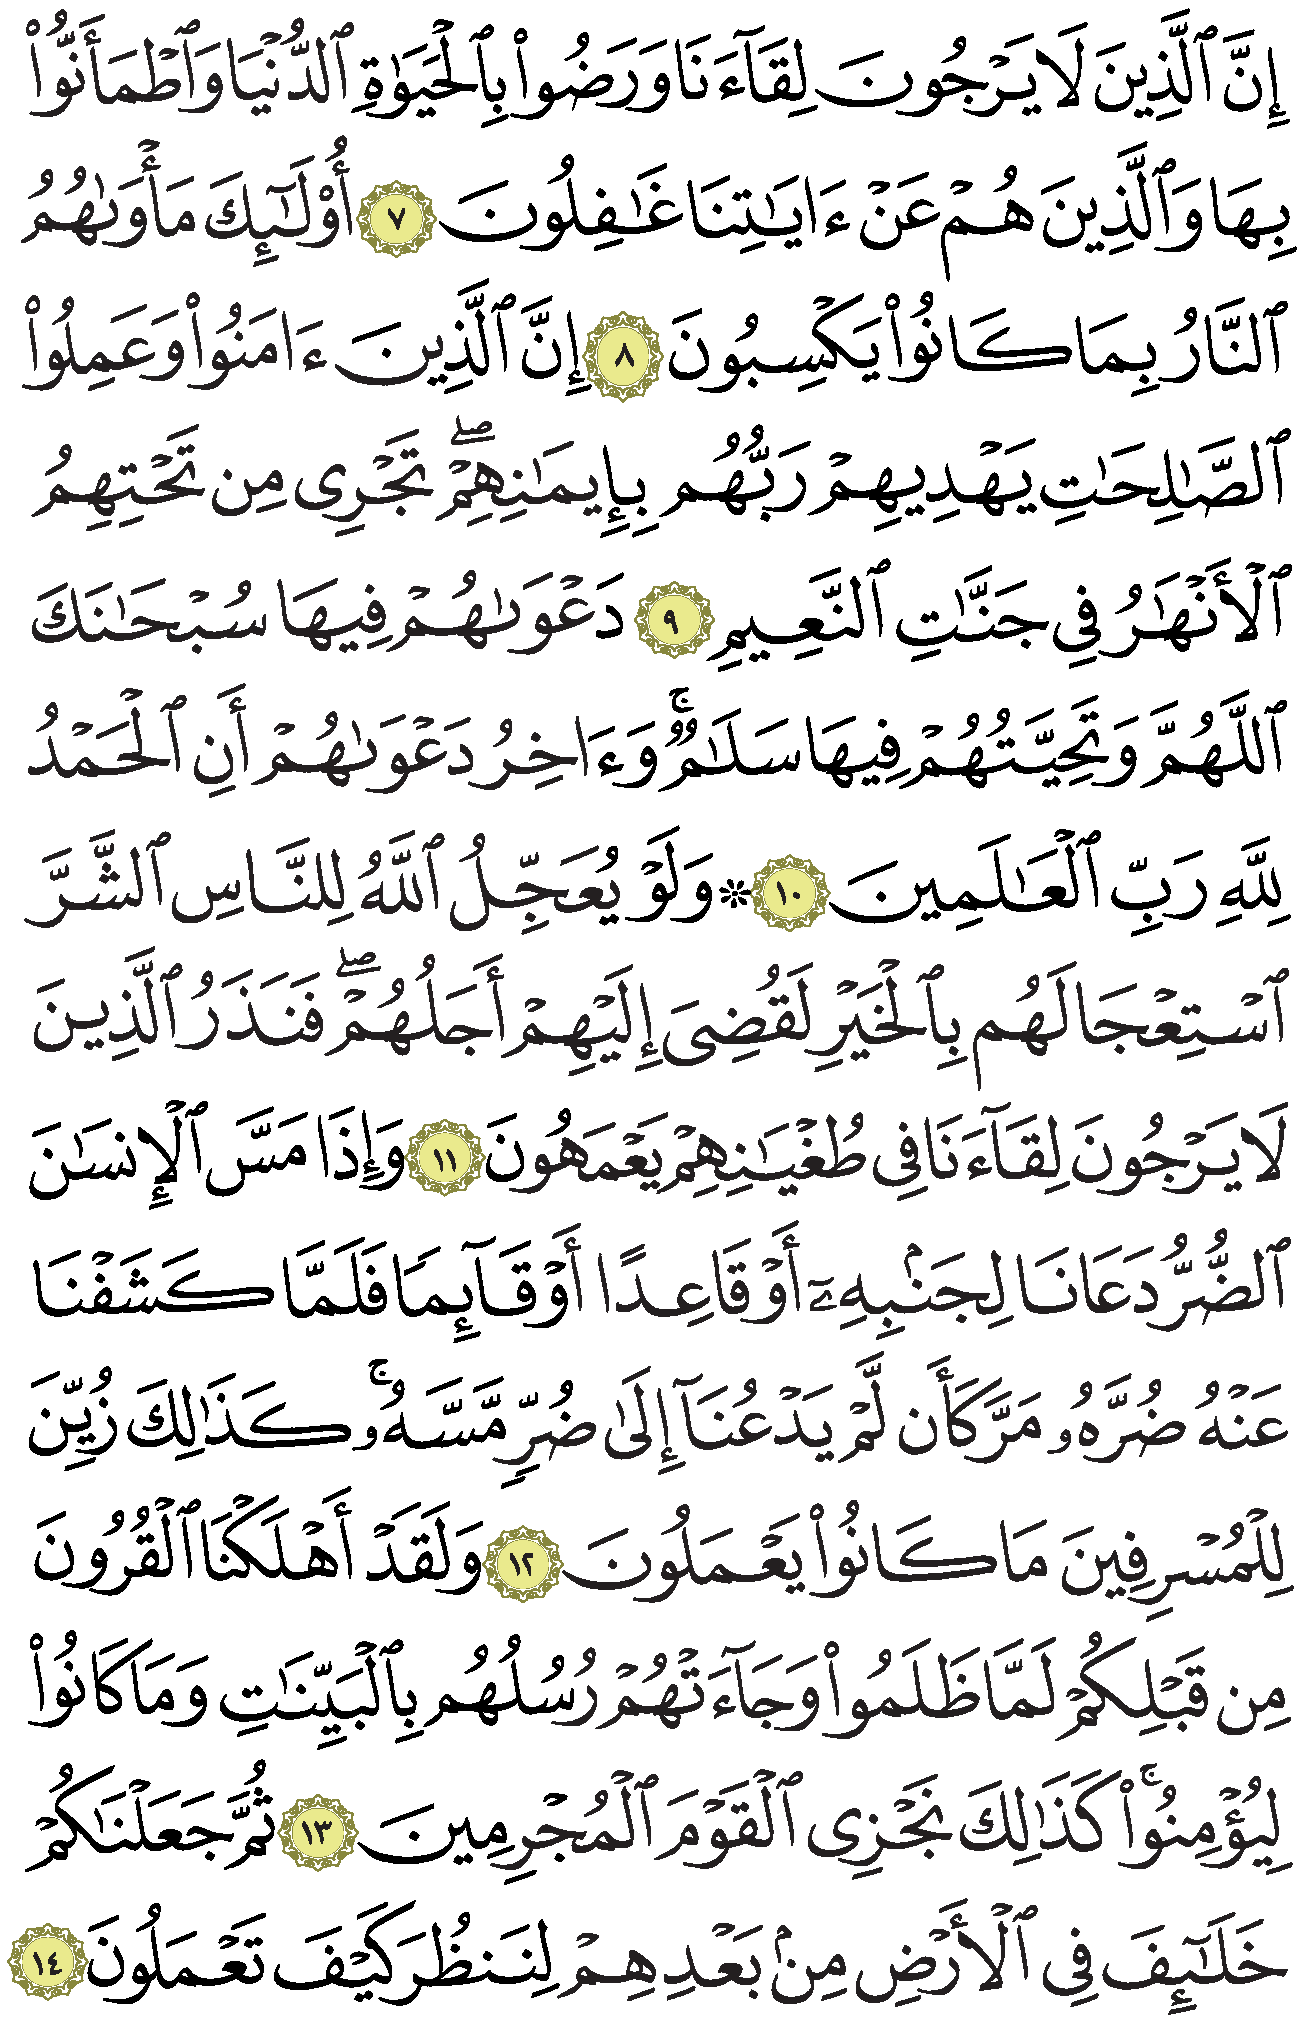 إِنَّ ٱلَّذِينَ لَا يَرْجُونَ لِقَآءَنَا وَرَضُوا۟ بِٱلْحَيَوٰةِ ٱلدُّنْيَا وَٱطْمَأَنُّوا۟
بِهَا وَٱلَّذِينَ هُمْ عَنْ ءَايَـٰتِنَا غَـٰفِلُونَ ٧ أُو۟لَـٰٓئِكَ مَأْوَىٰهُمُ
ٱلنَّارُ بِمَا كَانُوا۟ يَكْسِبُونَ ٨ إِنَّ ٱلَّذِينَ ءَامَنُوا۟ وَعَمِلُوا۟
ٱلصَّـٰلِحَـٰتِ يَهْدِيهِمْ رَبُّهُم بِإِيمَـٰنِهِمْ ۖ تَجْرِى مِن تَحْتِهِمُ
ٱلْأَنْهَـٰرُ فِى جَنَّـٰتِ ٱلنَّعِيمِ ٩ دَعْوَىٰهُمْ فِيهَا سُبْحَـٰنَكَ
ٱللَّهُمَّ وَتَحِيَّتُهُمْ فِيهَا سَلَـٰمٌ ۚ وَءَاخِرُ دَعْوَىٰهُمْ أَنِ ٱلْحَمْدُ
لِلَّهِ رَبِّ ٱلْعَـٰلَمِينَ ١٠ ۞ وَلَوْ يُعَجِّلُ ٱللَّهُ لِلنَّاسِ ٱلشَّرَّ
ٱسْتِعْجَالَهُم بِٱلْخَيْرِ لَقُضِىَ إِلَيْهِمْ أَجَلُهُمْ ۖ فَنَذَرُ ٱلَّذِينَ
لَا يَرْجُونَ لِقَآءَنَا فِى طُغْيَـٰنِهِمْ يَعْمَهُونَ ١١ وَإِذَا مَسَّ ٱلْإِنسَـٰنَ
ٱلضُّرُّ دَعَانَا لِجَنۢبِهِۦٓ أَوْ قَاعِدًا أَوْ قَآئِمًا فَلَمَّا كَشَفْنَا
عَنْهُ ضُرَّهُۥ مَرَّ كَأَن لَّمْ يَدْعُنَآ إِلَىٰ ضُرٍّ مَّسَّهُۥ ۚ كَذَٰلِكَ زُيِّنَ
لِلْمُسْرِفِينَ مَا كَانُوا۟ يَعْمَلُونَ ١٢ وَلَقَدْ أَهْلَكْنَا ٱلْقُرُونَ
مِن قَبْلِكُمْ لَمَّا ظَلَمُوا۟ وَجَآءَتْهُمْ رُسُلُهُم بِٱلْبَيِّنَـٰتِ وَمَا كَانُوا۟
لِيُؤْمِنُوا۟ ۚ كَذَٰلِكَ نَجْزِى ٱلْقَوْمَ ٱلْمُجْرِمِينَ ١٣ ثُمَّ جَعَلْنَـٰكُمْ
خَلَـٰٓئِفَ فِى ٱلْأَرْضِ مِنۢ بَعْدِهِمْ لِنَنظُرَ كَيْفَ تَعْمَلُونَ ١٤